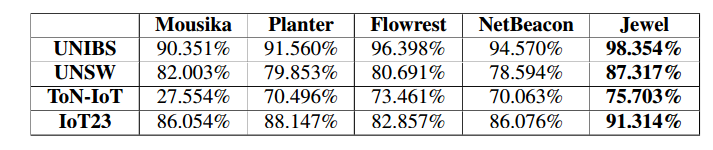 Mousika Planter Flowrest NetBeacon Jewel
UNIBS 90.351% 91.560% 96.398% 94.570% 98.354%
UNSW 82.003% 79.853% 80.691% 78.594% 87.317%
ToN-IoT 27.554% 70.496% 73.461% 70.063% 75.703%
IoT23 86.054% 88.147% 82.857% 86.076% 91.314%